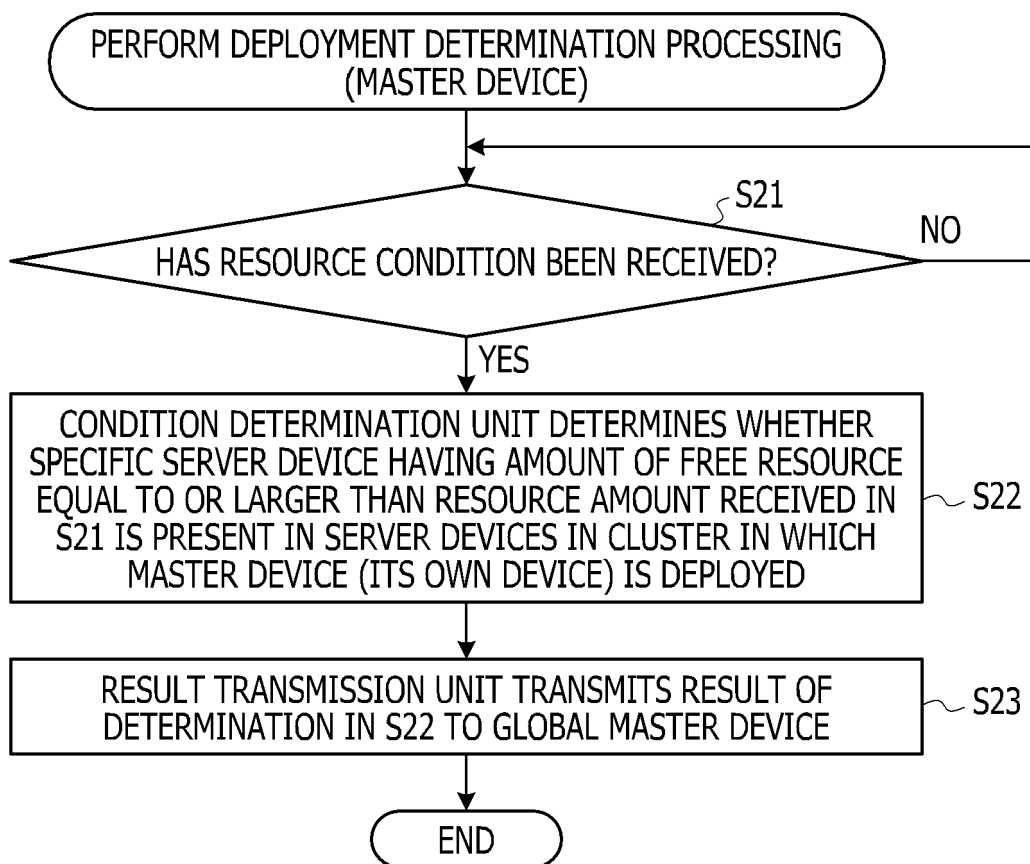 PERFORM DEPLOYMENT DETERMINATION PROCESSING
(MASTER DEVICE)
S21
HAS RESOURCE CONDITION BEEN RECEIVED?
NO
YES
CONDITION DETERMINATION UNIT DETERMINES WHETHER
SPECIFIC SERVER DEVICE HAVING AMOUNT OF FREE RESOURCE
EQUAL TO OR LARGER THAN RESOURCE AMOUNT RECEIVED IN
S21 IS PRESENT IN SERVER DEVICES IN CLUSTER IN WHICH
MASTER DEVICE (ITS OWN DEVICE) IS DEPLOYED
S22
RESULT TRANSMISSION UNIT TRANSMITS RESULT OF
DETERMINATION IN S22 TO GLOBAL MASTER DEVICE
S23
END